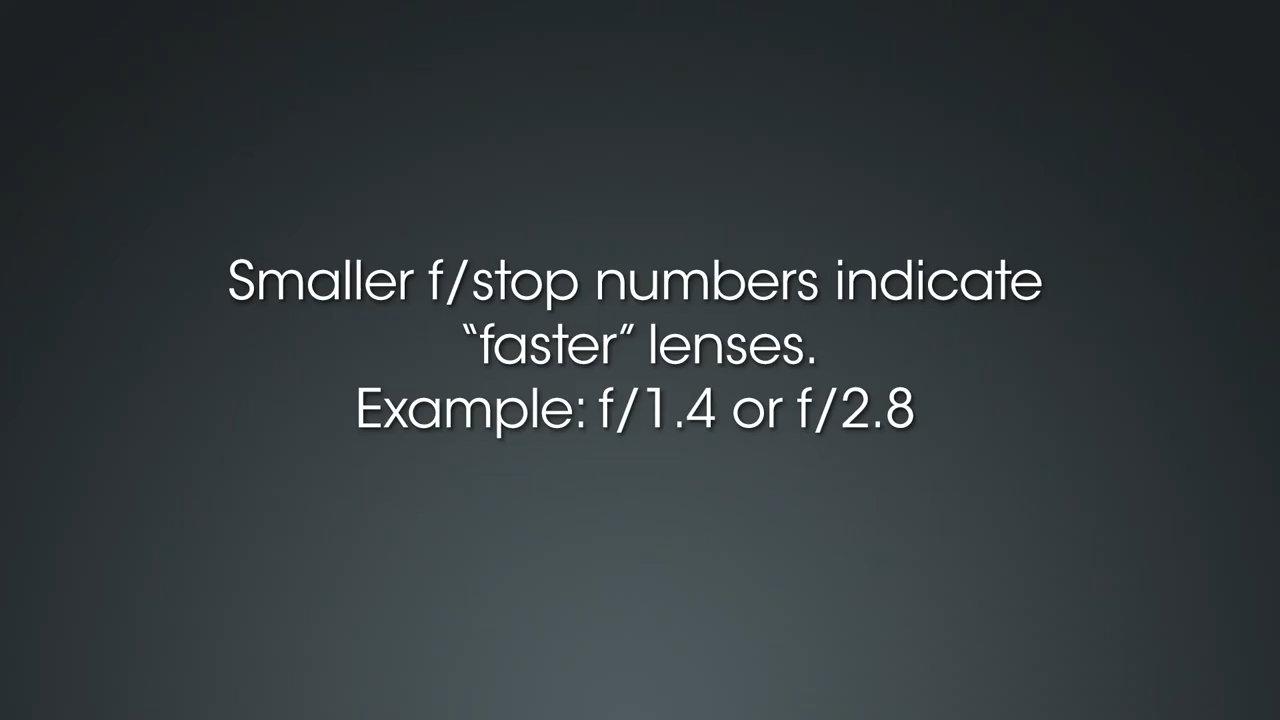 Smaller f/stop numbers indicate
“faster” lenses.
Example: f/1.4 or f/2.8